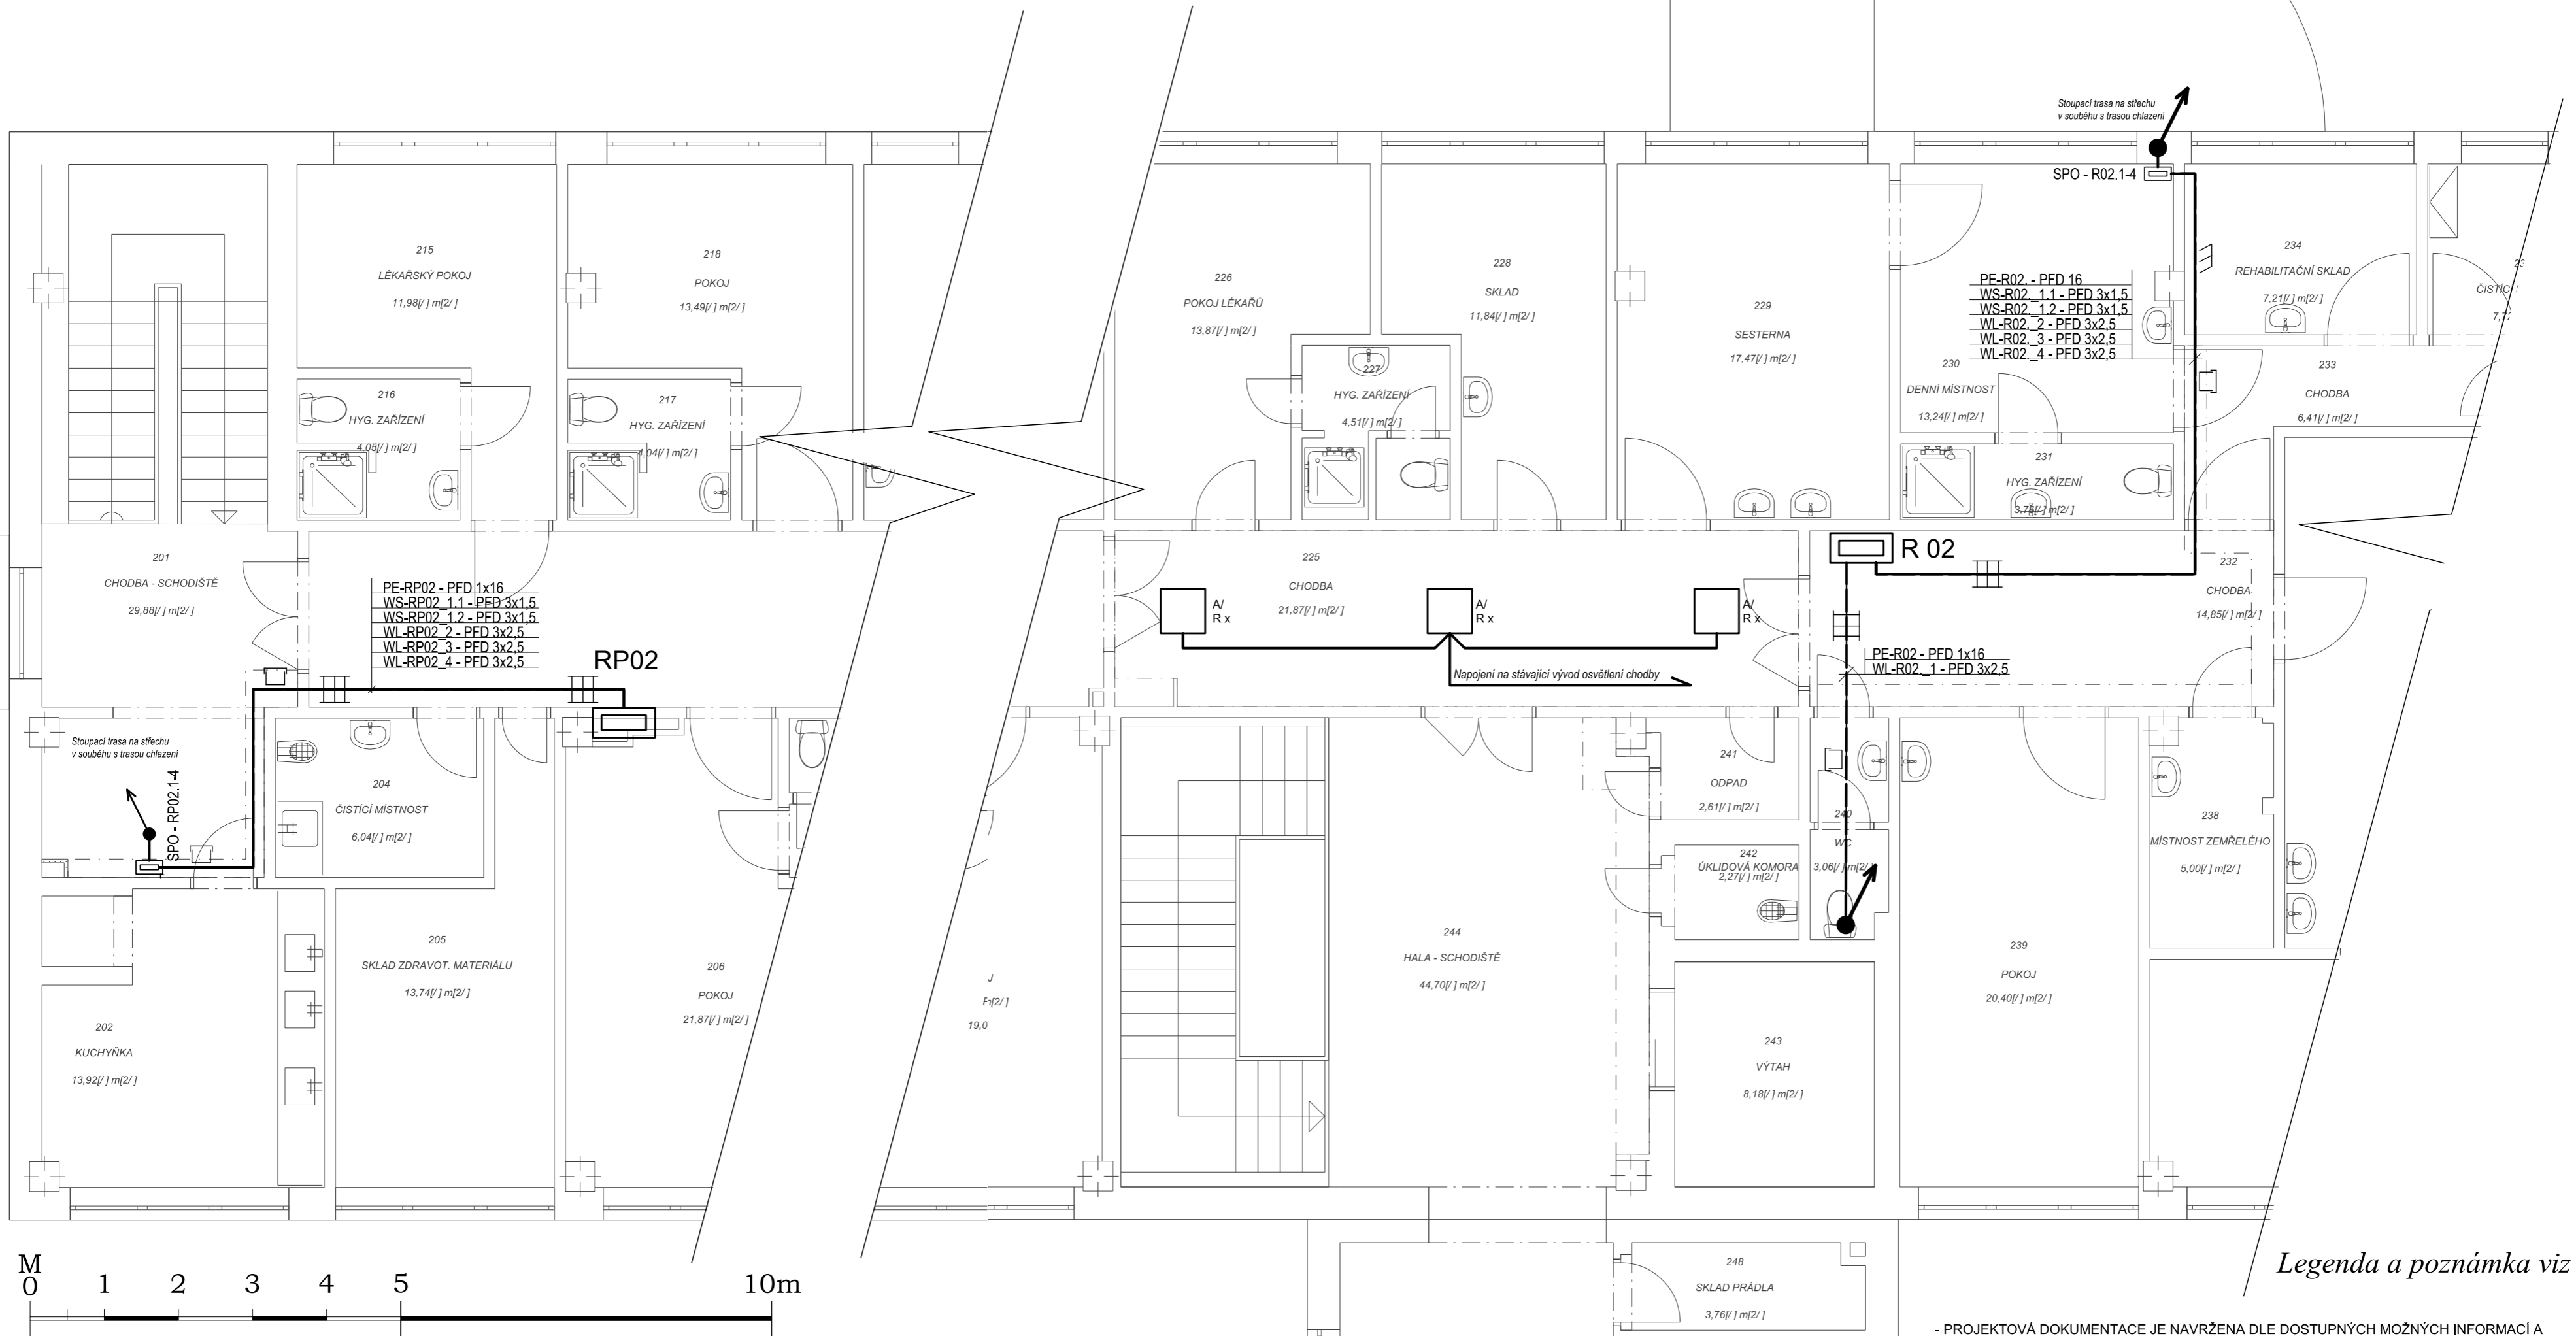 Stoupací trasa na střechu
v souběhu s trasou chlazení
SPO - R02.1-4
215
LÉKAŘSKÝ POKOJ
11,98[/ ] m[2/ ]
218
POKOJ
13,49[/ ] m[2/ ]
226
POKOJ LÉKAŘŮ
13,87[/ ] m[2/ ]
228
SKLAD
11,84[/ ] m[2/ ]
229
SESTERNA
17,47[/ ] m[2/ ]
PE-R02. - PFD 16
WS-R02._1.1 - PFD 3x1,5
WS-R02._1.2 - PFD 3x1,5
WL-R02._2 - PFD 3x2,5
WL-R02._3 - PFD 3x2,5
WL-R02._4 - PFD 3x2,5
234
REHABILITAČNÍ SKLAD
7,21[/ ] m[2/ ]
23
ČISTÍCÍ
7,7
230
DENNÍ MÍSTNOST
13,24[/ ] m[2/ ]
233
CHODBA
6,41[/ ] m[2/ ]
216
HYG. ZAŘÍZENÍ
4,05[/ ] m[2/ ]
217
HYG. ZAŘÍZENÍ
4,04[/ ] m[2/ ]
227
HYG. ZAŘÍZENÍ
4,51[/ ] m[2/ ]
231
HYG. ZAŘÍZENÍ
201
CHODBA - SCHODIŠTĚ
29,88[/ ] m[2/ ]
PE-RP02 - PFD 1x16
WS-RP02_1.1 - PFD 3x1,5
WS-RP02_1.2 - PFD 3x1,5
WL-RP02_2 - PFD 3x2,5
WL-RP02_3 - PFD 3x2,5
WL-RP02_4 - PFD 3x2,5
RP02
225
CHODBA
21,87[/ ] m[2/ ]
A/
R x
A/
R x
A/
R x
Napojení na stávající vývod osvětlení chodby
R 02
232
CHODBA
14,85[/ ] m[2/ ]
PE-R02 - PFD 1x16
WL-R02._1 - PFD 3x2,5
Stoupací trasa na střechu
v souběhu s trasou chlazení
SPO - RP02.1-4
204
ČISTÍCÍ MÍSTNOST
6,04[/ ] m[2/ ]
241
ODPAD
2,61[/ ] m[2/ ]
240
WC
3,06[/ ] m[2/ ]
242
ÚKLIDOVÁ KOMORA
2,27[/ ] m[2/ ]
238
MÍSTNOST ZEMŘELÉHO
5,00[/ ] m[2/ ]
205
SKLAD ZDRAVOT. MATERIÁLU
13,74[/ ] m[2/ ]
206
POKOJ
21,87[/ ] m[2/ ]
J
19,0
244
HALA - SCHODIŠTĚ
44,70[/ ] m[2/ ]
239
POKOJ
20,40[/ ] m[2/ ]
202
KUCHYŇKA
13,92[/ ] m[2/ ]
243
VÝTAH
8,18[/ ] m[2/ ]
248
SKLAD PRÁDLA
3,76[/ ] m[2/ ]
M
0 1 2 3 4 5 10m
Legenda a poznámka viz
- PROJEKTOVÁ DOKUMENTACE JE NAVRŽENA DLE DOSTUPNÝCH MOŽNÝCH INFORMACÍ A